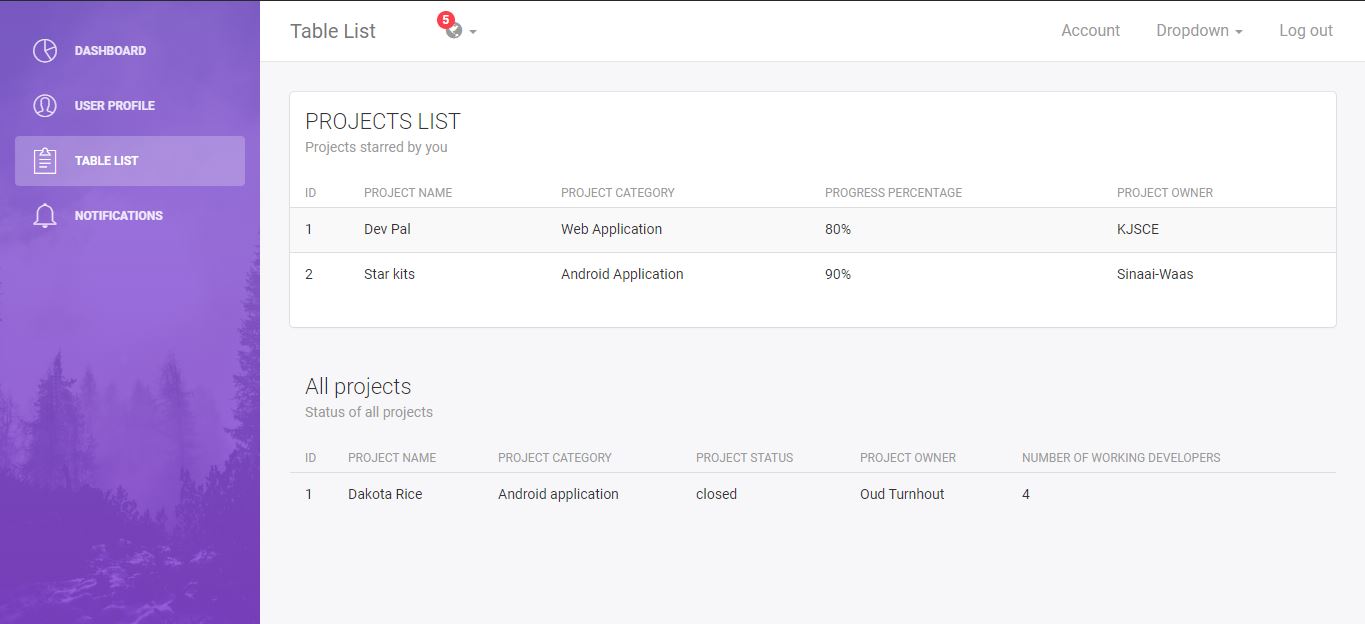 DASHBOARD
USER PROFILE
TABLE LIST
NOTIFICATIONS
Table List 5 Account Dropdown Log out
PROJECTS LIST
Projects starred by you
ID PROJECT NAME PROJECT CATEGORY PROGRESS PERCENTAGE PROJECT OWNER
1 Dev Pal Web Application 80% KJSCE
2 Star kits Android Application 90% Sinaai-Waas
All projects
Status of all projects
ID PROJECT NAME PROJECT CATEGORY PROJECT STATUS PROJECT OWNER NUMBER OF WORKING DEVELOPERS
1 Dakota Rice Android application closed Oud Turnhout 4